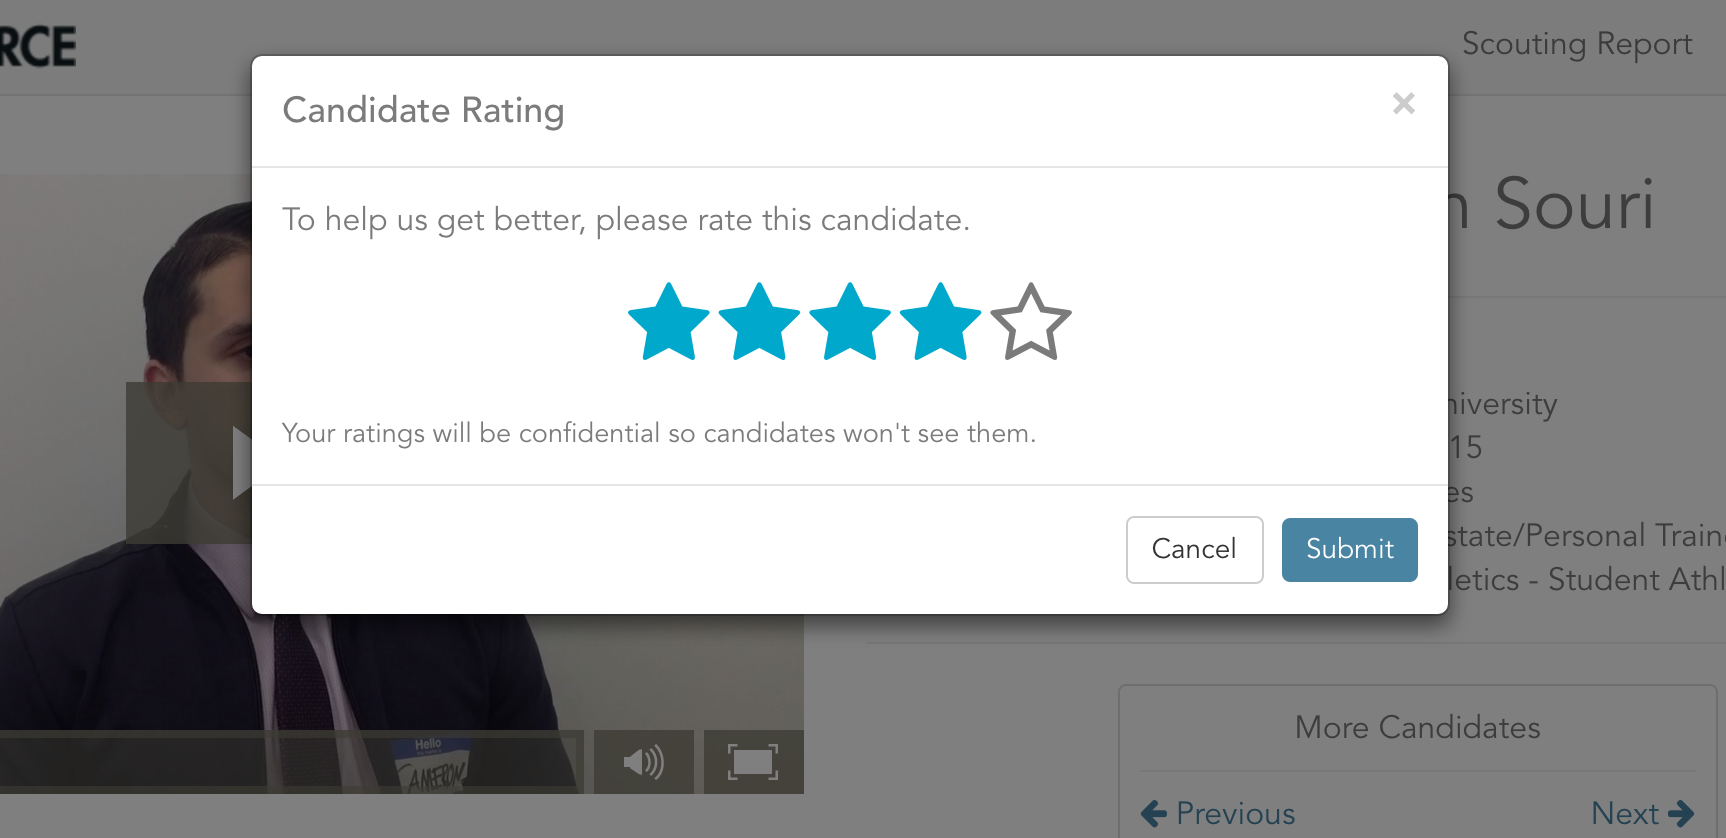 RCE
Scouting Report
Candidate Rating
×
To help us get better, please rate this candidate.
Your ratings will be confidential so candidates won't see them.
Cancel
Submit
n Souri
niversity
15
es
state/Personal Train
letics - Student Athl
Hello
CAMERON
More Candidates
Previous
Next